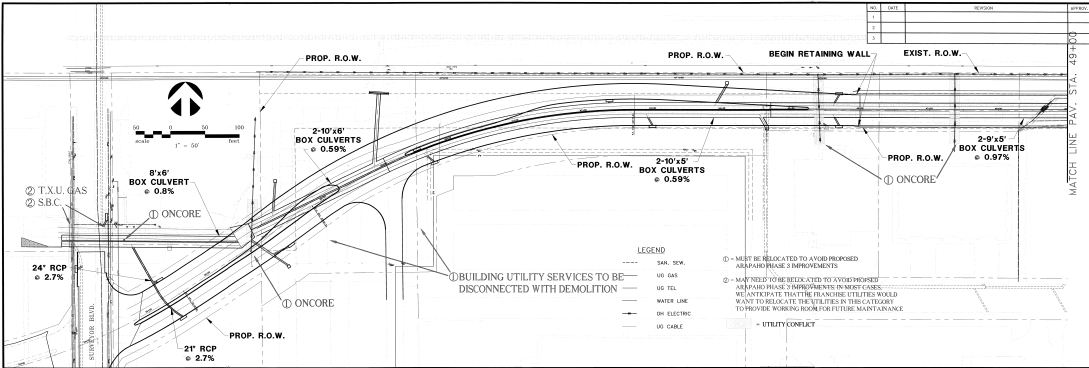 NO. DATE REVISION APPROV.
1
2
3
PROP. R.O.W.
PROP. R.O.W.
BEGIN RETAINING WALL
EXIST. R.O.W.
MATCH LINE PAV. STA. 49+00
50 0 50 100
scale feet
1" = 50'
2-10'x6'
BOX CULVERTS
@ 0.59%
8'x6'
BOX CULVERT
@ 0.8%
② T.X.U. GAS
② S.B.C.
① ONCORE
PROP. R.O.W.
2-10'x5'
BOX CULVERTS
@ 0.59%
PROP. R.O.W.
2-9'x5'
BOX CULVERTS
@ 0.97%
① ONCORE
24" RCP
@ 2.7%
① ONCORE
① BUILDING UTILITY SERVICES TO BE
DISCONNECTED WITH DEMOLITION
SURVEYOR BLVD.
PROP. R.O.W.
21" RCP
@ 2.7%
LEGEND
SAN. SEW.
UG GAS
UG TEL
WATER LINE
OH ELECTRIC
UG CABLE
① = MUST BE RELOCATED TO AVOID PROPOSED
ARAPAHO PHASE 3 IMPROVEMENTS
② = MAY NEED TO BE RELOCATED TO AVOID PROPSED
ARAPAHO PHASE 3 IMPROVEMENTS. IN MOST CASES,
WE ANTICIPATE THAT THE FRANCHISE UTILITIES WOULD
WANT TO RELOCATE THE UTILITIES IN THIS CATEGORY
TO PROVIDE WORKING ROOM FOR FUTURE MAINTAINANCE
= UTILITY CONFLICT